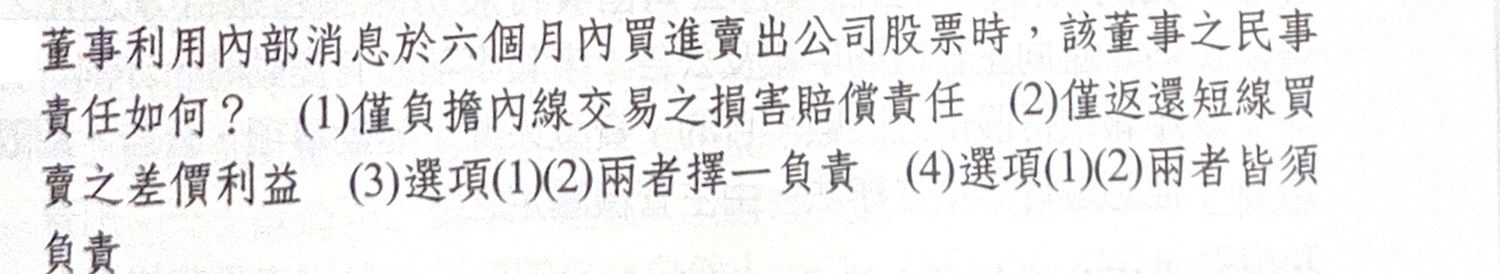 董事利用內部消息於六個月內買進賣出公司股票時，該董事之民事
責任如何？　(1)僅負擔內線交易之損害賠償責任　(2)僅返還短線買
賣之差價利益　(3)選項(1)(2)兩者擇一負責　(4)選項(1)(2)兩者皆須
負責